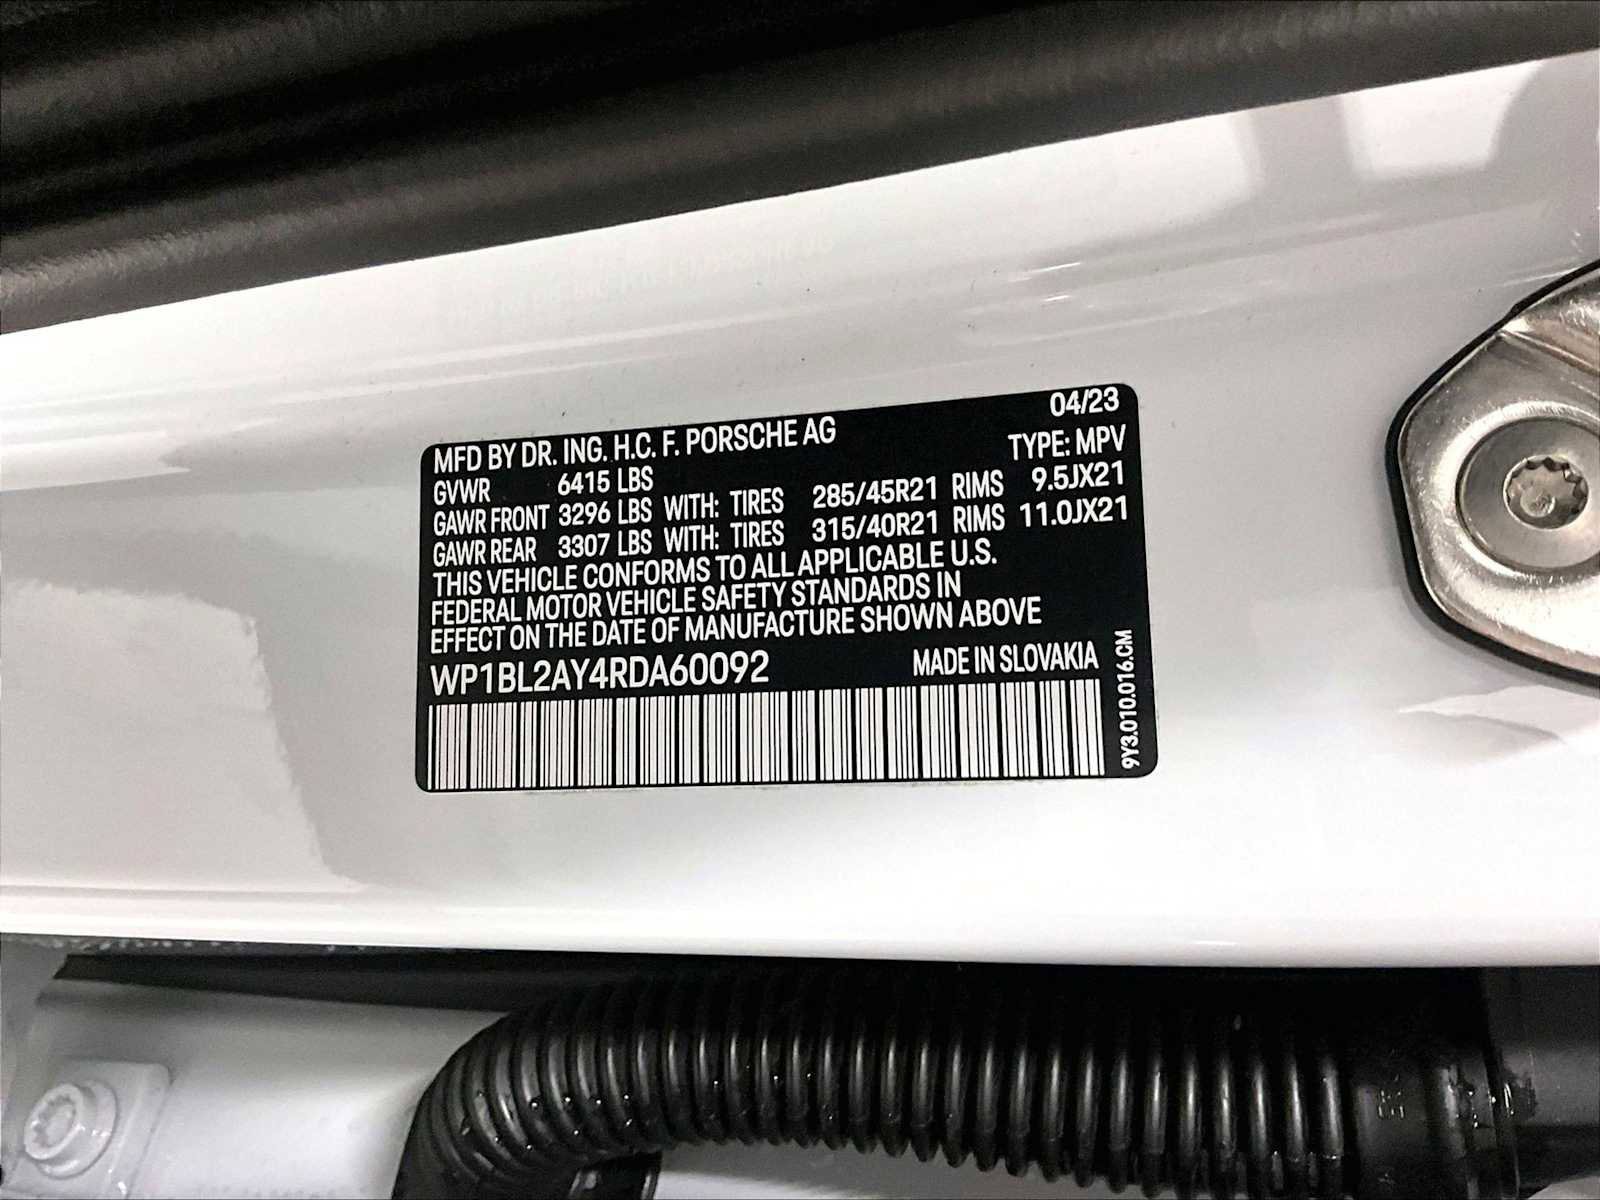 04/23
MFD BY DR. ING. H.C. F. PORSCHE AG TYPE: MPV
GVWR 6415 LBS
GAWR FRONT 3296 LBS WITH: TIRES 285/45R21 RIMS 9.5JX21
GAWR REAR 3307 LBS WITH: TIRES 315/40R21 RIMS 11.0JX21
THIS VEHICLE CONFORMS TO ALL APPLICABLE U.S.
FEDERAL MOTOR VEHICLE SAFETY STANDARDS IN
EFFECT ON THE DATE OF MANUFACTURE SHOWN ABOVE
WP1BL2AY4RDA60092 MADE IN SLOVAKIA
9Y3.010.016.CM